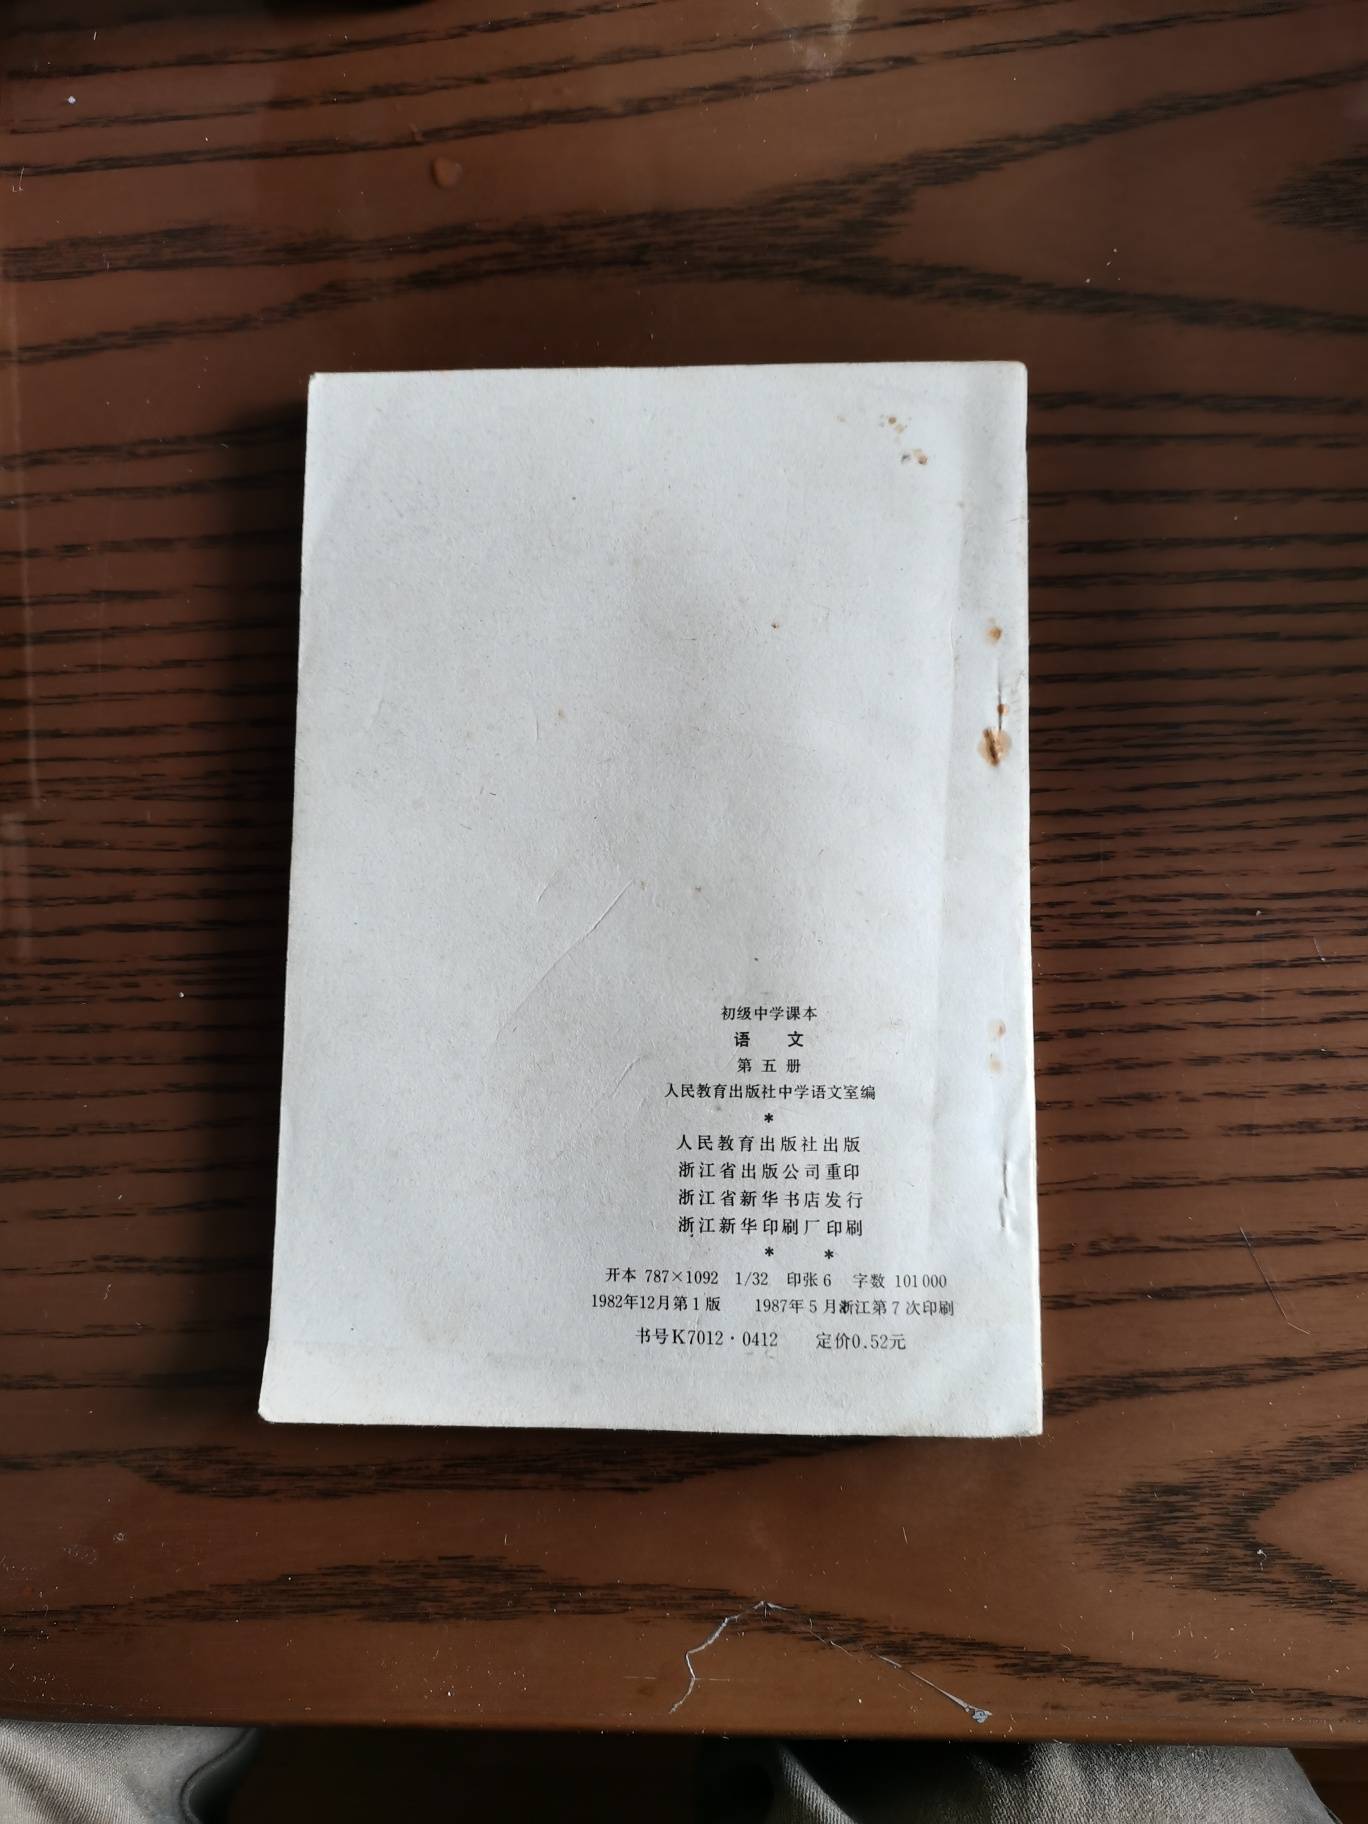 初级中学课本
语 文
第五册
人民教育出版社中学语文室编
*
人民教育出版社出版
浙江省出版公司重印
浙江省新华书店发行
浙江新华印刷厂印刷
* *
开本 787×1092 1/32 印张 6 字数 101000
1982年12月第1版 1987年5月浙江第7次印刷
书号K7012·0412 定价0.52元